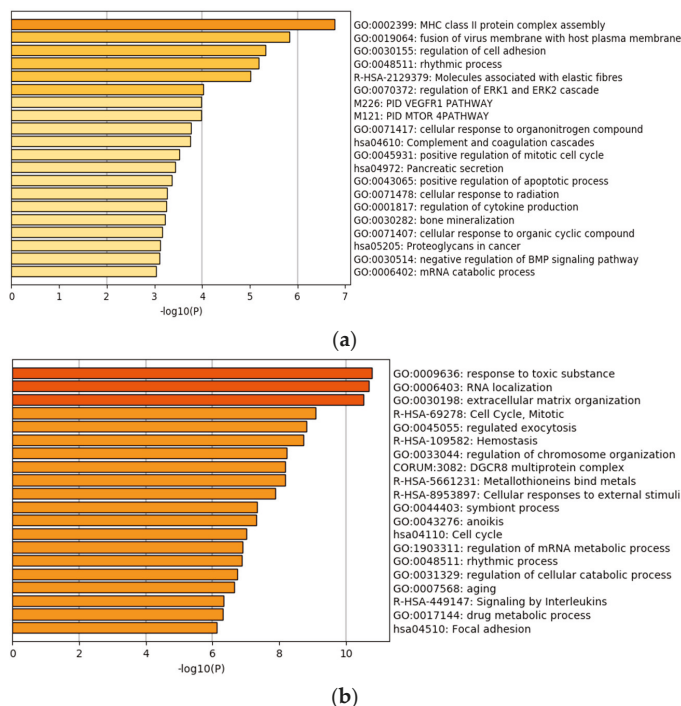 GO:0002399: MHC class II protein complex assembly
GO:0019064: fusion of virus membrane with host plasma membrane
GO:0030155: regulation of cell adhesion
GO:0048511: rhythmic process
R-HSA-2129379: Molecules associated with elastic fibres
GO:0070372: regulation of ERK1 and ERK2 cascade
M226: PID VEGFR1 PATHWAY
M121: PID MTOR 4PATHWAY
GO:0071417: cellular response to organonitrogen compound
hsa04610: Complement and coagulation cascades
GO:0045931: positive regulation of mitotic cell cycle
hsa04972: Pancreatic secretion
GO:0043065: positive regulation of apoptotic process
GO:0071478: cellular response to radiation
GO:0001817: regulation of cytokine production
GO:0030282: bone mineralization
GO:0071407: cellular response to organic cyclic compound
hsa05205: Proteoglycans in cancer
GO:0030514: negative regulation of BMP signaling pathway
GO:0006402: mRNA catabolic process
0 1 2 3 4 5 6 7
-log10(P)
(a)
GO:0009636: response to toxic substance
GO:0006403: RNA localization
GO:0030198: extracellular matrix organization
R-HSA-69278: Cell Cycle, Mitotic
GO:0045055: regulated exocytosis
R-HSA-109582: Hemostasis
GO:0033044: regulation of chromosome organization
CORUM:3082: DGCR8 multiprotein complex
R-HSA-5661231: Metallothioneins bind metals
R-HSA-8953897: Cellular responses to external stimuli
GO:0044403: symbiont process
GO:0043276: anoikis
hsa04110: Cell cycle
GO:1903311: regulation of mRNA metabolic process
GO:0048511: rhythmic process
GO:0031329: regulation of cellular catabolic process
GO:0007568: aging
R-HSA-449147: Signaling by Interleukins
GO:0017144: drug metabolic process
hsa04510: Focal adhesion
0 2 4 6 8 10
-log10(P)
(b)